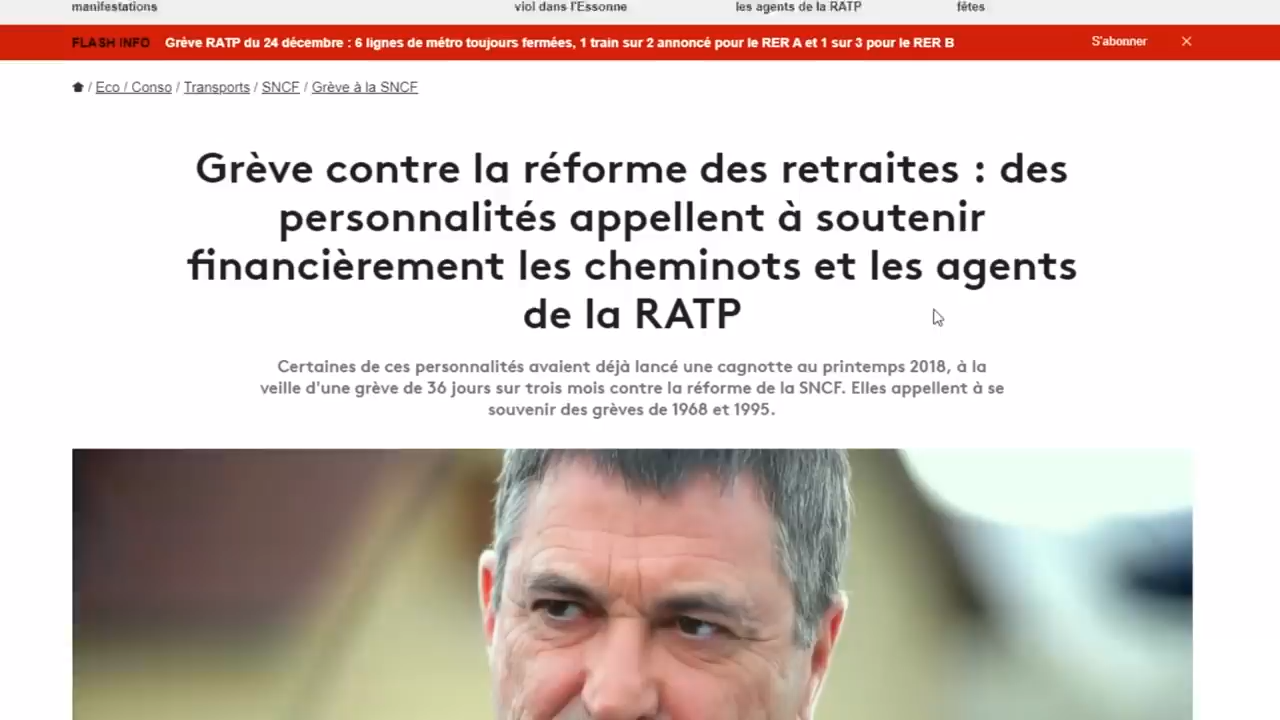 manifestations
viol dans l'Essonne
les agents de la RATP
fêtes
FLASH INFO Grève RATP du 24 décembre : 6 lignes de métro toujours fermées, 1 train sur 2 annoncé pour le RER A et 1 sur 3 pour le RER B S'abonner
/ Eco / Conso / Transports / SNCF / Grève à la SNCF
Grève contre la réforme des retraites : des
personnalités appellent à soutenir
financièrement les cheminots et les agents
de la RATP
Certaines de ces personnalités avaient déjà lancé une cagnotte au printemps 2018, à la
veille d'une grève de 36 jours sur trois mois contre la réforme de la SNCF. Elles appellent à se
souvenir des grèves de 1968 et 1995.